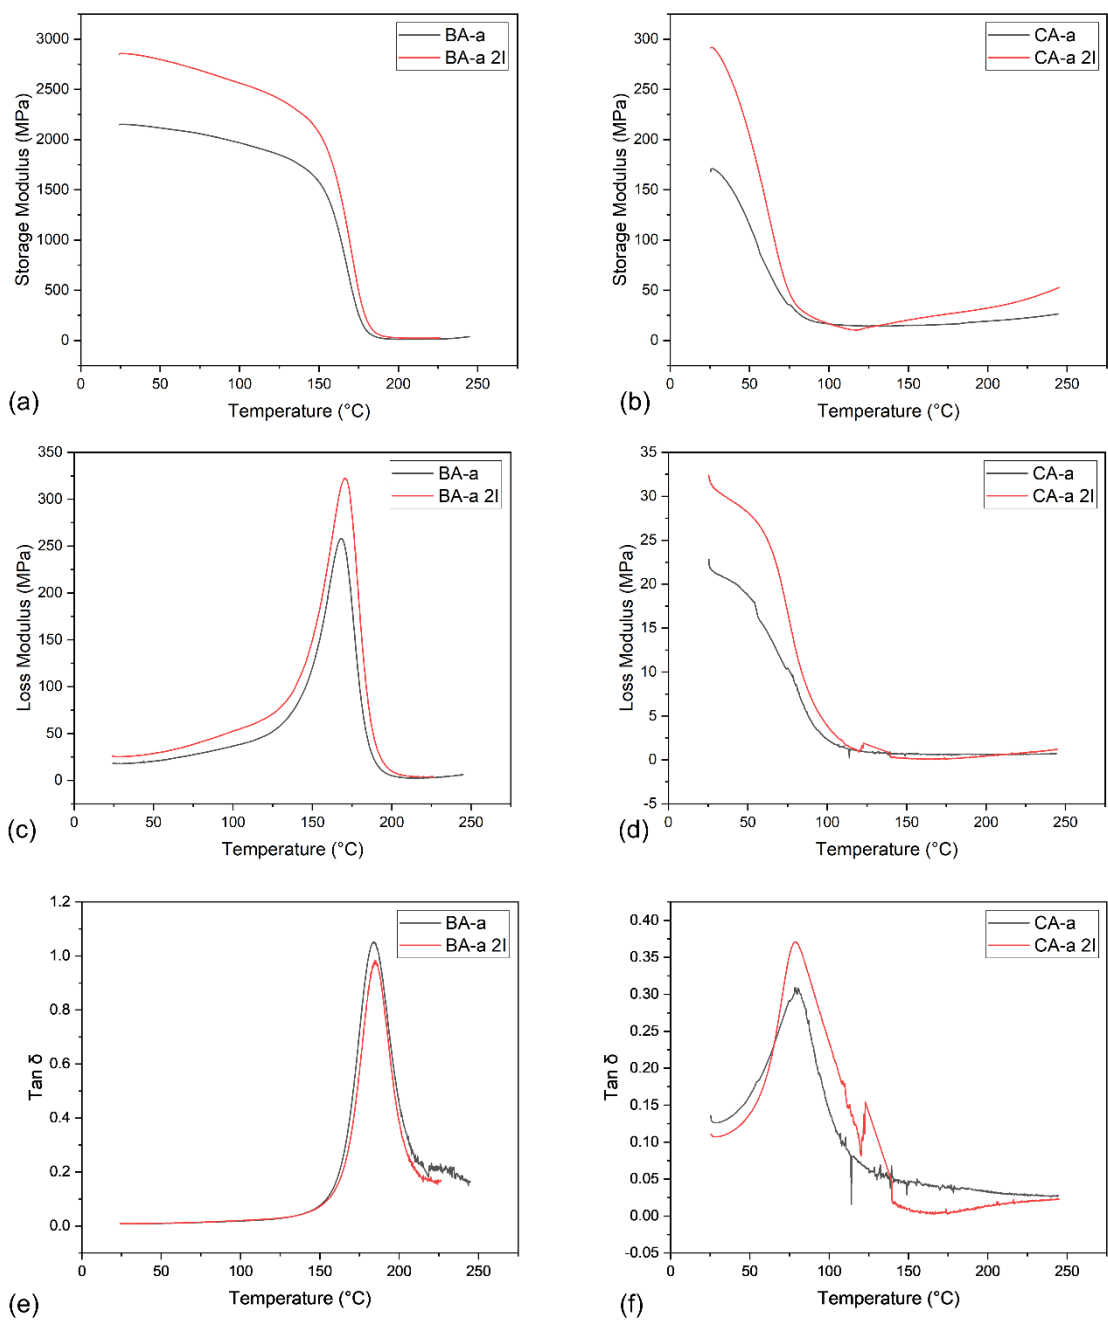 BA-a
BA-a 2I
3000
2500
2000
1500
1000
500
0
Storage Modulus (MPa)
0 50 100 150 200 250
Temperature (°C)
(a)
CA-a
CA-a 2I
300
250
200
150
100
50
0
Storage Modulus (MPa)
0 50 100 150 200 250
Temperature (°C)
(b)
BA-a
BA-a 2I
350
300
250
200
150
100
50
0
Loss Modulus (MPa)
0 50 100 150 200 250
Temperature (°C)
(c)
CA-a
CA-a 2I
35
30
25
20
15
10
5
0
-5
Loss Modulus (MPa)
0 50 100 150 200 250
Temperature (°C)
(d)
BA-a
BA-a 2I
1.2
1.0
0.8
0.6
0.4
0.2
0.0
Tan δ
0 50 100 150 200 250
Temperature (°C)
(e)
CA-a
CA-a 2I
0.40
0.35
0.30
0.25
0.20
0.15
0.10
0.05
0.00
-0.05
Tan δ
0 50 100 150 200 250
Temperature (°C)
(f)